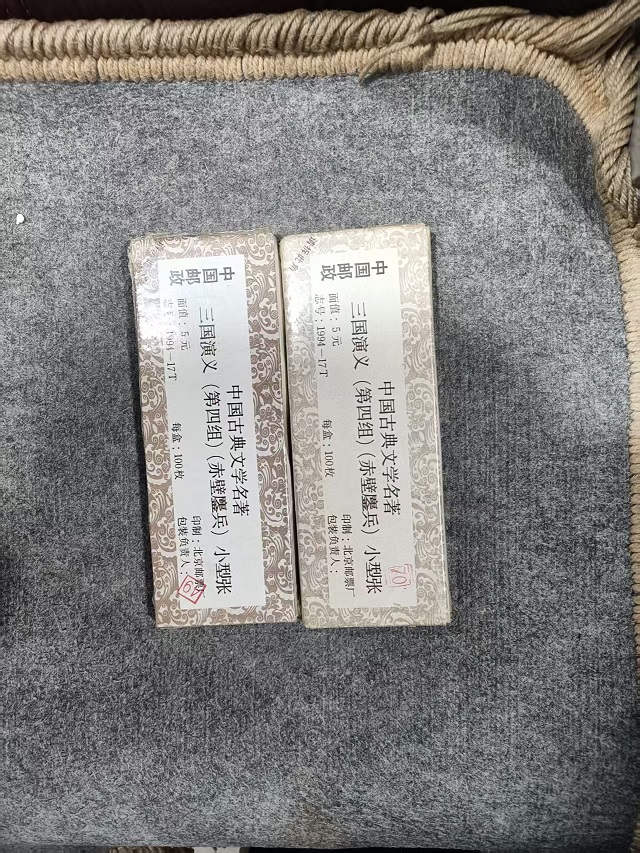 中国
邮政
中国古典文学名著
三国演义（第四组）（赤壁鏖兵）小型张
面值：5元
志号：1994－17T
每盒：100枚
印制：北京邮票厂
包装负责人：
中国
邮政
中国古典文学名著
三国演义（第四组）（赤壁鏖兵）小型张
面值：5元
志号：1994－17T
每盒：100枚
印制：北京邮票厂
包装负责人：